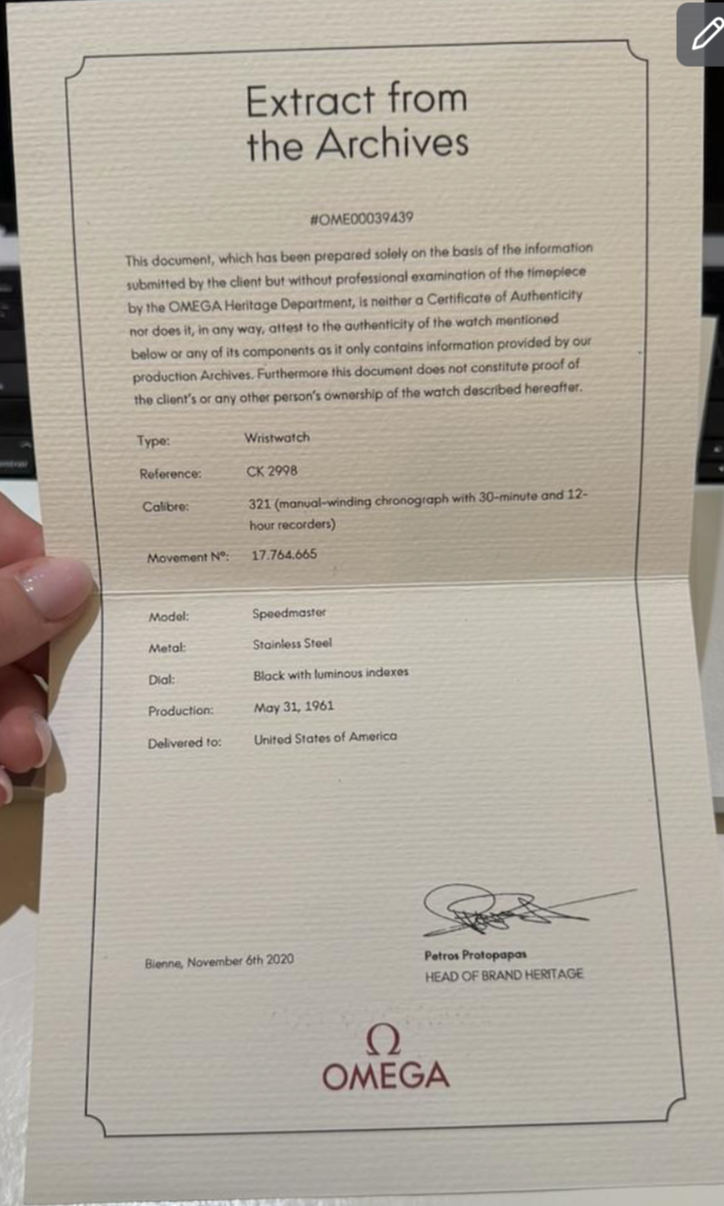 Extract from
the Archives
#OME00039439
This document, which has been prepared solely on the basis of the information
submitted by the client but without professional examination of the timepiece
by the OMEGA Heritage Department, is neither a Certificate of Authenticity
nor does it, in any way, attest to the authenticity of the watch mentioned
below or any of its components as it only contains information provided by our
production Archives. Furthermore this document does not constitute proof of
the client's or any other person's ownership of the watch described hereafter.
Type: Wristwatch
Reference: CK 2998
Calibre: 321 (manual-winding chronograph with 30-minute and 12-
hour recorders)
Movement N°: 17.764.665
Model: Speedmaster
Metal: Stainless Steel
Dial: Black with luminous indexes
Production: May 31, 1961
Delivered to: United States of America
Bienne, November 6th 2020
Petros Protopapas
HEAD OF BRAND HERITAGE
Ω
OMEGA